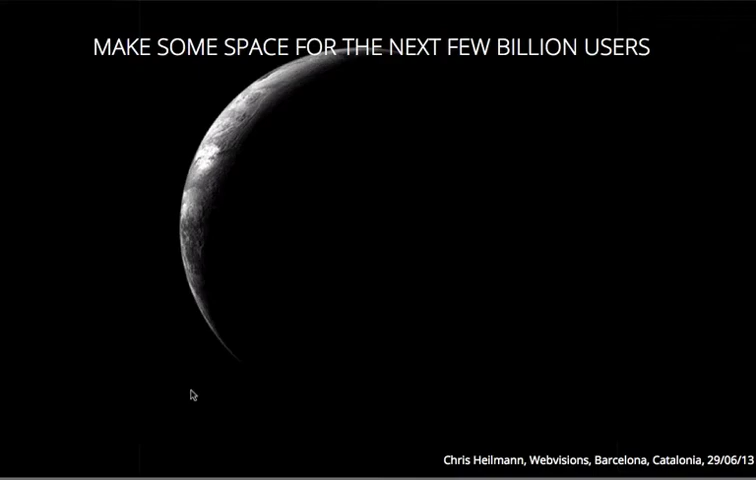 MAKE SOME SPACE FOR THE NEXT FEW BILLION USERS
Chris Heilmann, Webvisions, Barcelona, Catalonia, 29/06/13